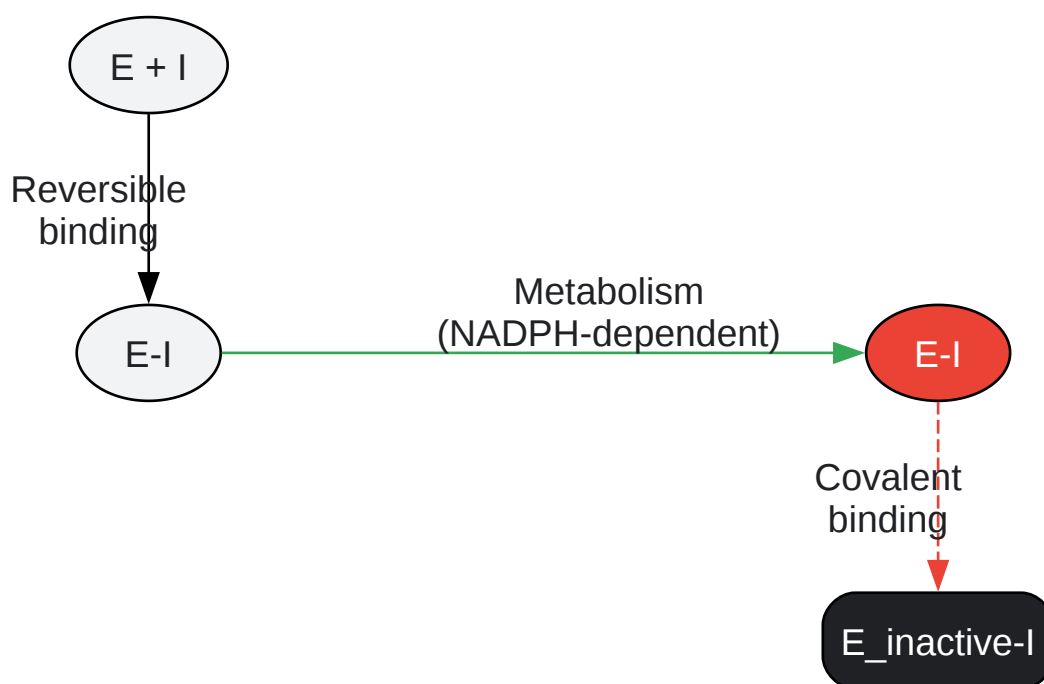 E + I
Reversible
binding
Metabolism
(NADPH-dependent)
E-I
E-I
Covalent
binding
E_inactive-I